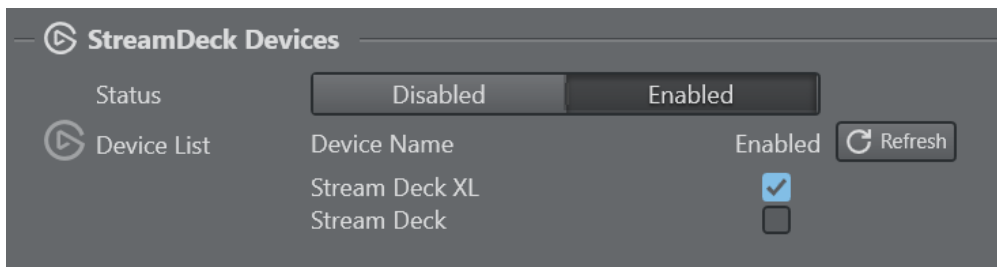 StreamDeck Devices
Status Disabled Enabled
Device List Device Name Enabled Refresh
Stream Deck XL
Stream Deck